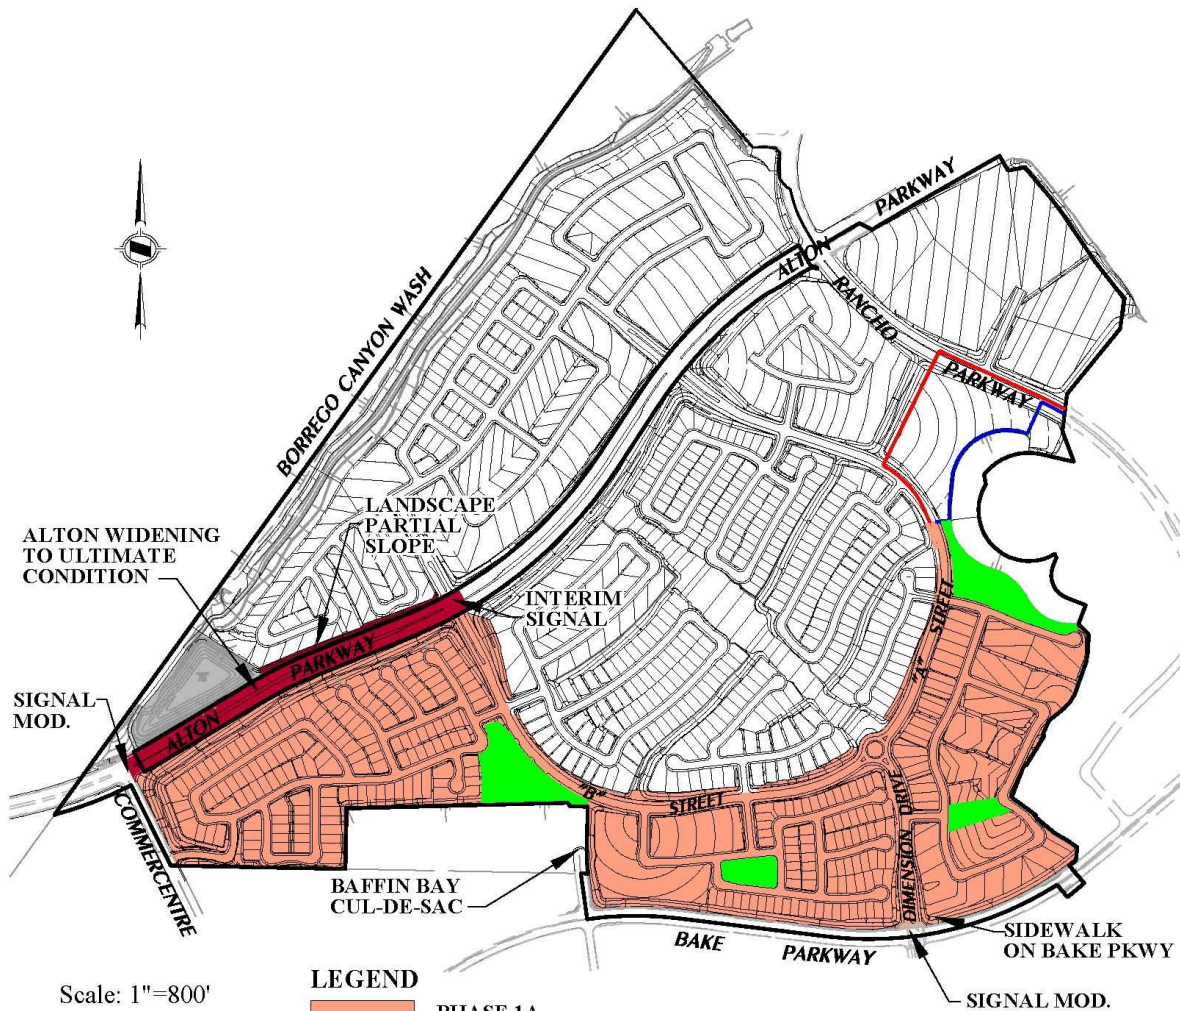 PARKWAY
ALTON
RANCHO
PARKWAY
BORREGO CANYON WASH
LANDSCAPE
PARTIAL
SLOPE
ALTON WIDENING
TO ULTIMATE
CONDITION
INTERIM
SIGNAL
PARKWAY
ALTON
SIGNAL
MOD.
"A" STREET
"B" STREET
COMMERCENTRE
DIMENSION DRIVE
BAFFIN BAY
CUL-DE-SAC
BAKE PARKWAY
SIDEWALK
ON BAKE PKWY
SIGNAL MOD.
LEGEND
Scale: 1"=800'
PHASE 1A